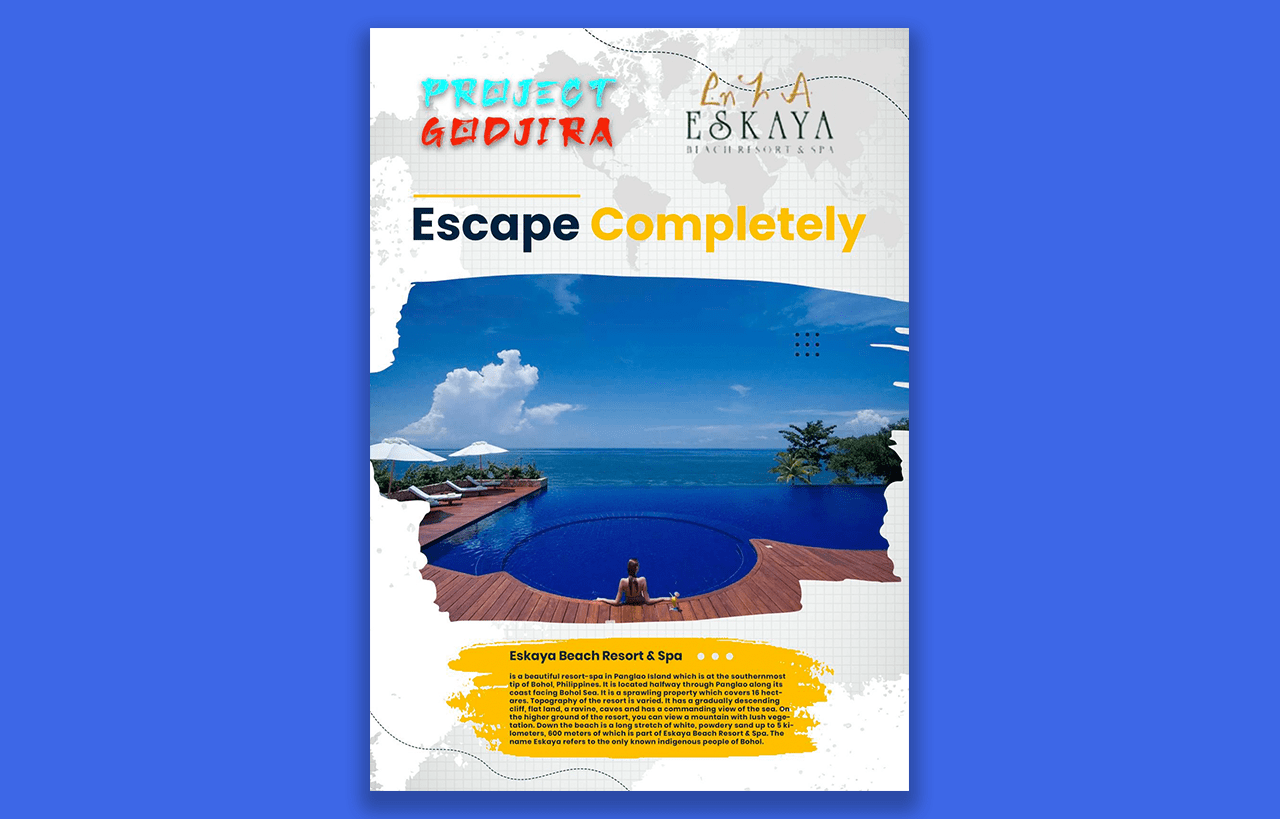 PROJECT
GODJIRA
ESKAYA
BEACH RESORT & SPA
Escape Completely
Eskaya Beach Resort & Spa
is a beautiful resort-spa in Panglao Island which is at the southernmost
tip of Bohol, Philippines. It is located halfway through Panglao along its
coast facing Bohol Sea. It is a sprawling property which covers 16 hect-
ares. Topography of the resort is varied. It has a gradually descending
cliff, flat land, a ravine, caves and has a commanding view of the sea. On
the higher ground of the resort, you can view a mountain with lush vege-
tation. Down the beach is a long stretch of white, powdery sand up to 5 ki-
lometers, 600 meters of which is part of Eskaya Beach Resort & Spa. The
name Eskaya refers to the only known indigenous people of Bohol.